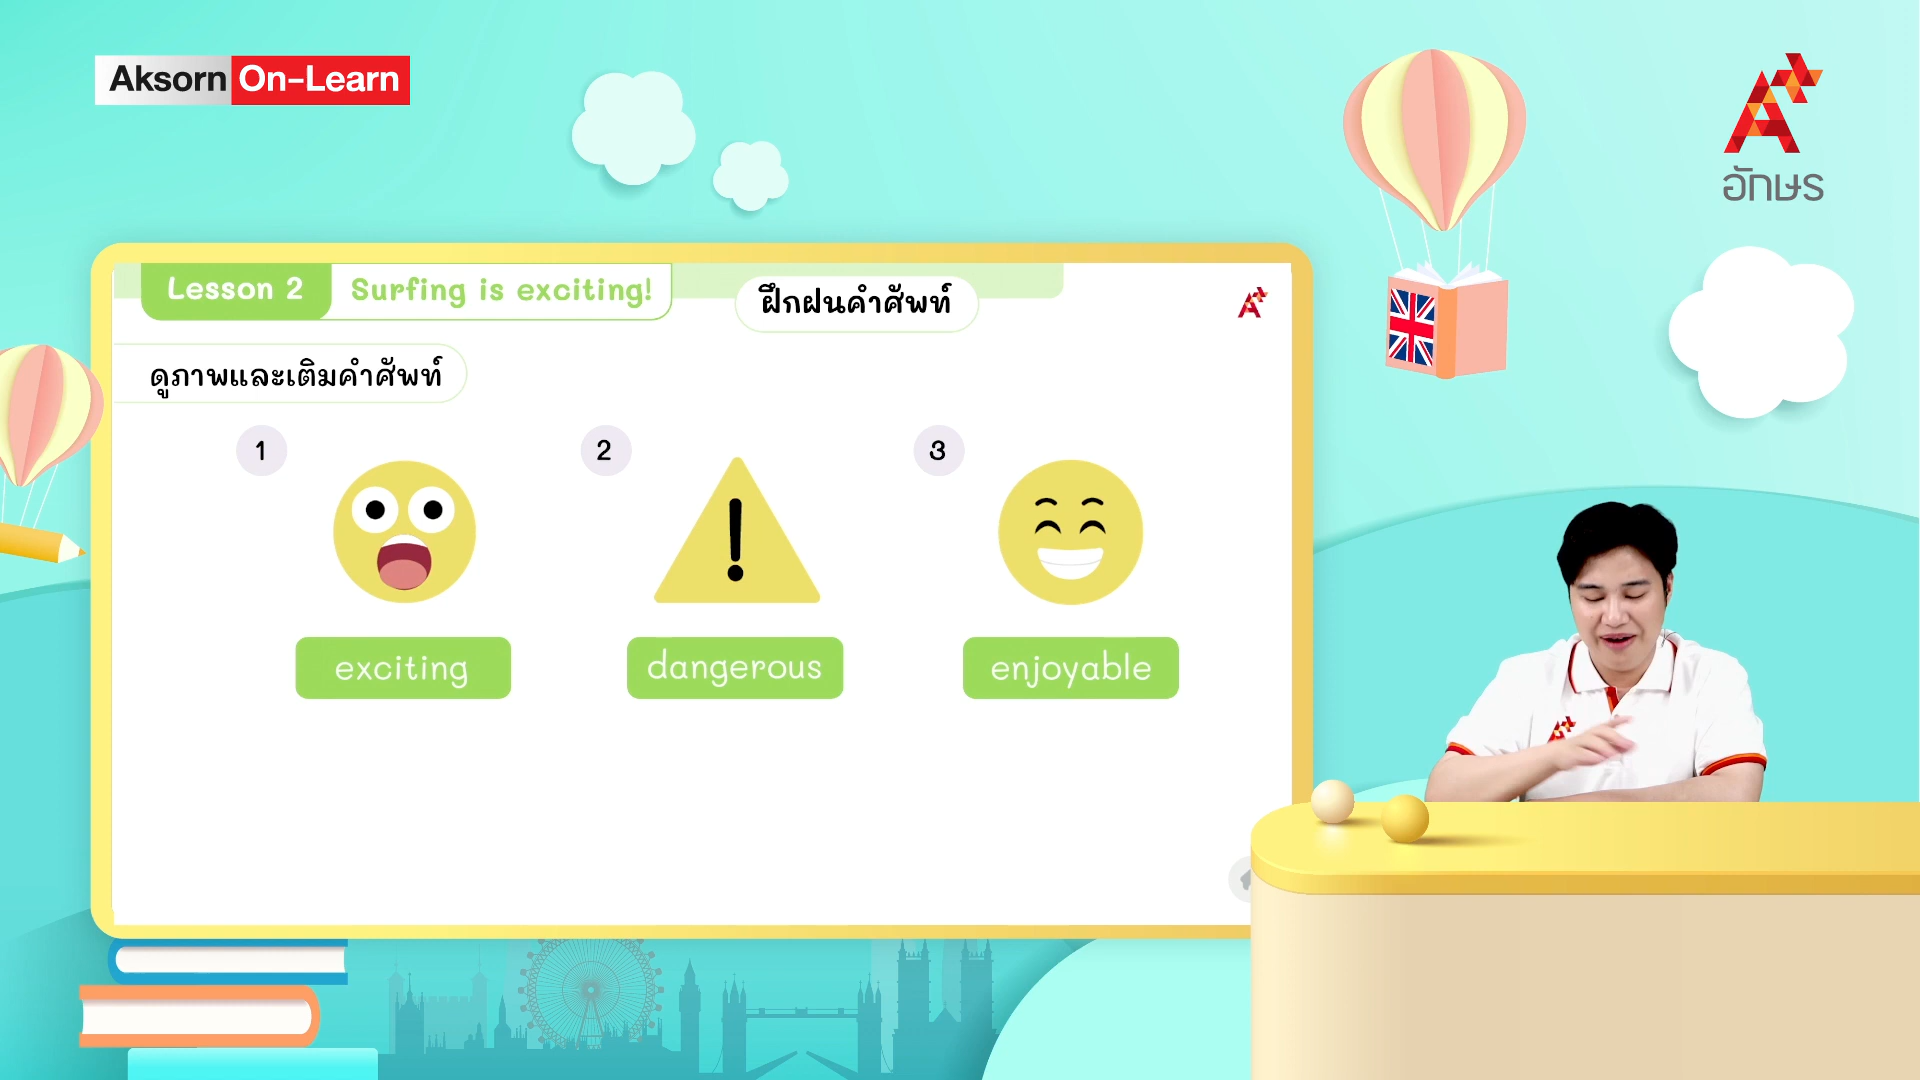 Aksorn On-Learn
อักษร
Lesson 2 Surfing is exciting!
ฝึกฝนคำศัพท์
ดูภาพและเติมคำศัพท์
1 2 3
!
exciting dangerous enjoyable